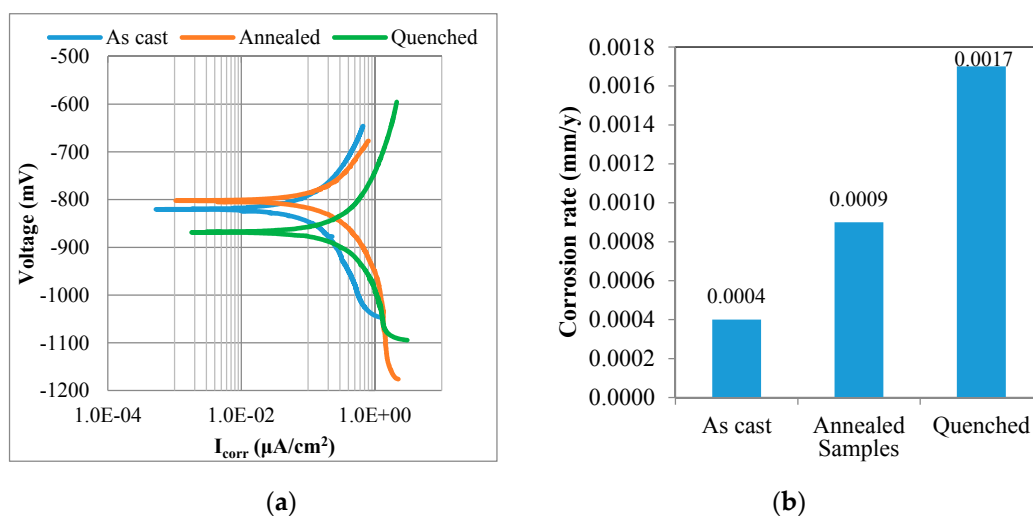 As cast Annealed Quenched
-500
-600
-700
-800
-900
-1000
-1100
-1200
Voltage (mV)
1.0E-04 1.0E-02 1.0E+00
I_corr (µA/cm²)
(a)
0.0018
0.0016
0.0014
0.0012
0.0010
0.0008
0.0006
0.0004
0.0002
0.0000
Corrosion rate (mm/y)
0.0004
0.0009
0.0017
As cast Annealed Quenched
Samples
(b)